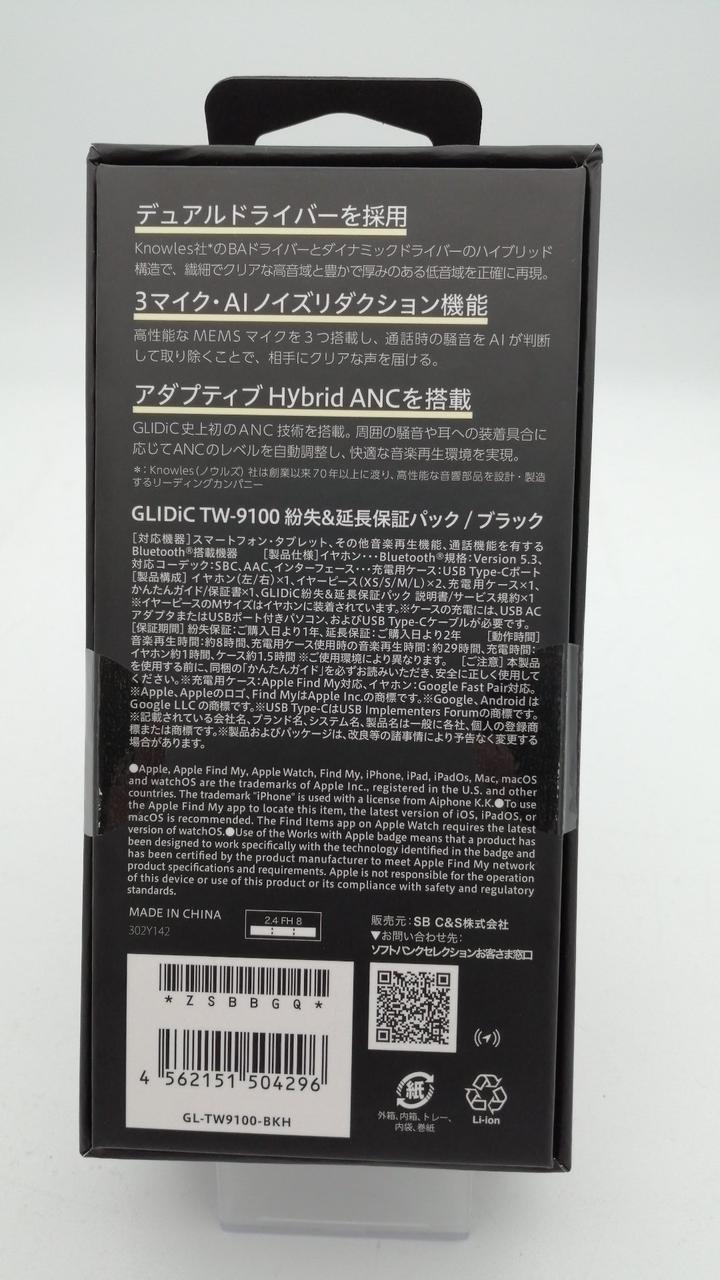 デュアルドライバーを採用
Knowles社*のBAドライバーとダイナミックドライバーのハイブリッド
構造で、繊細でクリアな高音域と豊かで厚みのある低音域を正確に再現。
3マイク・AIノイズリダクション機能
高性能な MEMS マイクを3つ搭載し、通話時の騒音を AI が判断
して取り除くことで、相手にクリアな声を届ける。
アダプティブ Hybrid ANCを搭載
GLIDiC史上初のANC 技術を搭載。周囲の騒音や耳への装着具合に
応じてANCのレベルを自動調整し、快適な音楽再生環境を実現。
*：Knowles（ノウルズ）社は創業以来70年以上に渡り、高性能な音響部品を設計・製造
するリーディングカンパニー
GLIDiC TW-9100 紛失&延長保証パック / ブラック
［対応機器］スマートフォン・タブレット、その他音楽再生機能、通話機能を有する
Bluetooth®搭載機器 ［製品仕様］イヤホン・・・Bluetooth®規格：Version 5.3、
対応コーデック：SBC、AAC、インターフェース・・・充電用ケース：USB Type-Cポート
［製品構成］イヤホン（左/右）×1、イヤーピース（XS/S/M/L）×2、充電用ケース×1、
かんたんガイド/保証書×1、GLIDiC紛失&延長保証パック 説明書/サービス規約×1
※イヤーピースのMサイズはイヤホンに装着されています。※ケースの充電には、USB AC
アダプタまたはUSBポート付きパソコン、およびUSB Type-Cケーブルが必要です。
［保証期間］紛失保証：ご購入日より1年、延長保証：ご購入日より2年 ［動作時間］
音楽再生時間：約8時間、充電用ケース使用時の音楽再生時間：約29時間、充電時間：
イヤホン約1時間、ケース約1.5時間 ※ご使用環境により異なります。 ［ご注意］本製品
を使用する前に、同梱の「かんたんガイド」を必ずお読みいただき、安全に正しく使用して
ください。※充電用ケース：Apple Find My対応、イヤホン：Google Fast Pair対応。
※Apple、Appleのロゴ、Find MyはApple Inc.の商標です。※Google、Android は
Google LLC の商標です。※USB Type-CはUSB Implementers Forumの商標です。
※記載されている会社名、ブランド名、システム名、製品名は一般に各社、個人の登録商
標または商標です。※製品およびパッケージは、改良等の諸事情により予告なく変更する
場合があります。
●Apple, Apple Find My, Apple Watch, Find My, iPhone, iPad, iPadOs, Mac, macOS
and watchOS are the trademarks of Apple Inc., registered in the U.S. and other
countries. The trademark "iPhone" is used with a license from Aiphone K.K.●To use
the Apple Find My app to locate this item, the latest version of iOS, iPadOS, or
macOS is recommended. The Find Items app on Apple Watch requires the latest
version of watchOS.●Use of the Works with Apple badge means that a product has
been designed to work specifically with the technology identified in the badge and
has been certified by the product manufacturer to meet Apple Find My network
product specifications and requirements. Apple is not responsible for the operation
of this device or use of this product or its compliance with safety and regulatory
standards.
MADE IN CHINA
302Y142
2.4 FH 8
販売元：SB C&S株式会社
▼お問い合わせ先：
ソフトバンクセレクションお客さま窓口
* Z S B B G Q *
4 562151 504296
GL-TW9100-BKH
紙
外箱、内箱、トレー、
内袋、巻紙
Li-ion